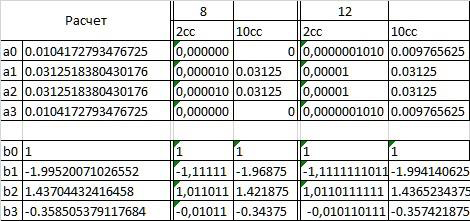 Расчет 8 12
2сс 10сс 2сс 10сс
a0 0.0104172793476725 0,000000 0 0,0000001010 0.009765625
a1 0.0312518380430176 0,000010 0.03125 0,00001 0.03125
a2 0.0312518380430176 0,000010 0.03125 0,00001 0.03125
a3 0.0104172793476725 0,000000 0 0,0000001010 0.009765625
b0 1 1 1 1 1
b1 -1.99520071026552 -1,11111 -1.96875 -1,1111111011 -1.994140625
b2 1.43704432416458 1,011011 1.421875 1,0110111111 1.4365234375
b3 -0.358505379117684 -0,01011 -0.34375 -0,010110111 -0.357421875